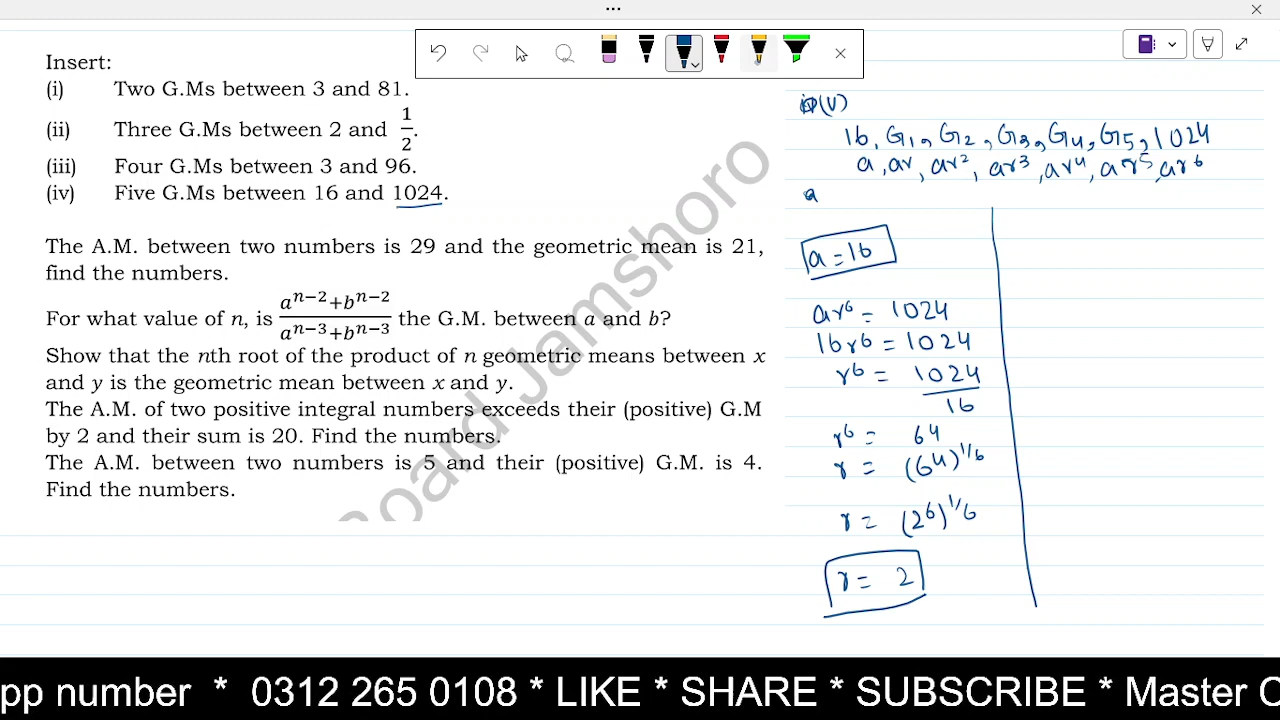 Insert:
(i) Two G.Ms between 3 and 81.
(ii) Three G.Ms between 2 and 1/2.
(iii) Four G.Ms between 3 and 96.
(iv) Five G.Ms between 16 and 1024.
The A.M. between two numbers is 29 and the geometric mean is 21,
find the numbers.
For what value of n, is (aⁿ⁻²+bⁿ⁻²)/(aⁿ⁻³+bⁿ⁻³) the G.M. between a and b?
Show that the nth root of the product of n geometric means between x
and y is the geometric mean between x and y.
The A.M. of two positive integral numbers exceeds their (positive) G.M
by 2 and their sum is 20. Find the numbers.
The A.M. between two numbers is 5 and their (positive) G.M. is 4.
Find the numbers.
Board Jamshoro
(V)
16, G1, G2, G3, G4, G5, 1024
a, ar, ar², ar³, ar⁴, ar⁵, ar⁶
a
a = 16
ar⁶ = 1024
16r⁶ = 1024
r⁶ = 1024/16
r⁶ = 64
r = (64)^1/6
r = (2⁶)^1/6
r = 2
pp number * 0312 265 0108 * LIKE * SHARE * SUBSCRIBE * Master C